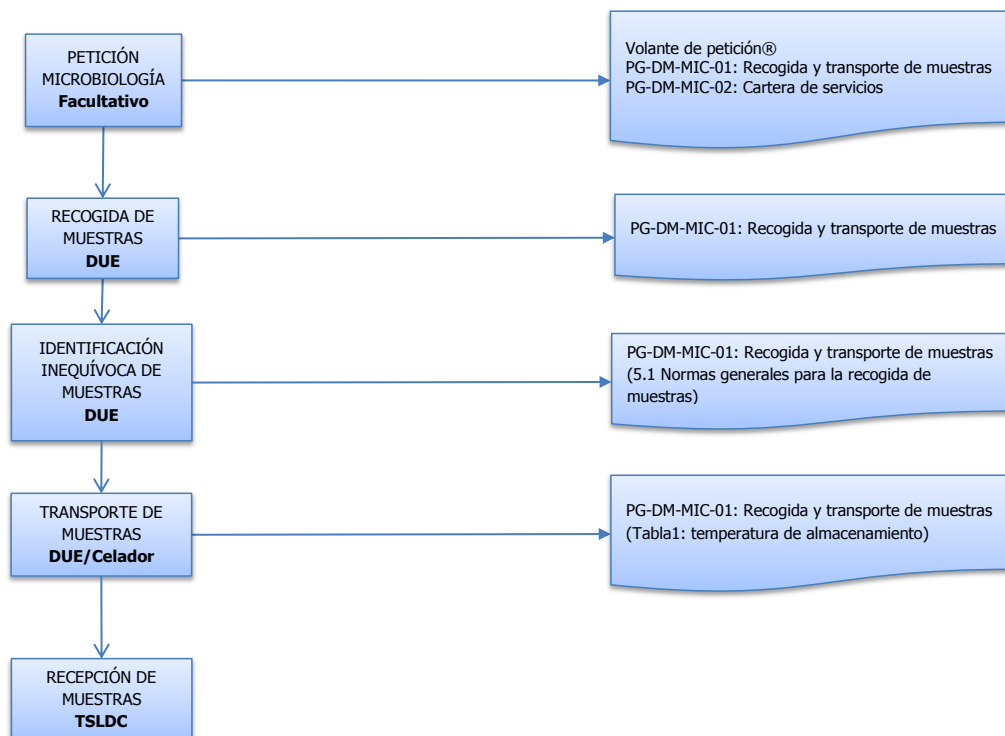 PETICIÓN
MICROBIOLOGÍA
Facultativo
Volante de petición®
PG-DM-MIC-01: Recogida y transporte de muestras
PG-DM-MIC-02: Cartera de servicios
RECOGIDA DE
MUESTRAS
DUE
PG-DM-MIC-01: Recogida y transporte de muestras
IDENTIFICACIÓN
INEQUÍVOCA DE
MUESTRAS
DUE
PG-DM-MIC-01: Recogida y transporte de muestras
(5.1 Normas generales para la recogida de
muestras)
TRANSPORTE DE
MUESTRAS
DUE/Celador
PG-DM-MIC-01: Recogida y transporte de muestras
(Tabla1: temperatura de almacenamiento)
RECEPCIÓN DE
MUESTRAS
TSLDC